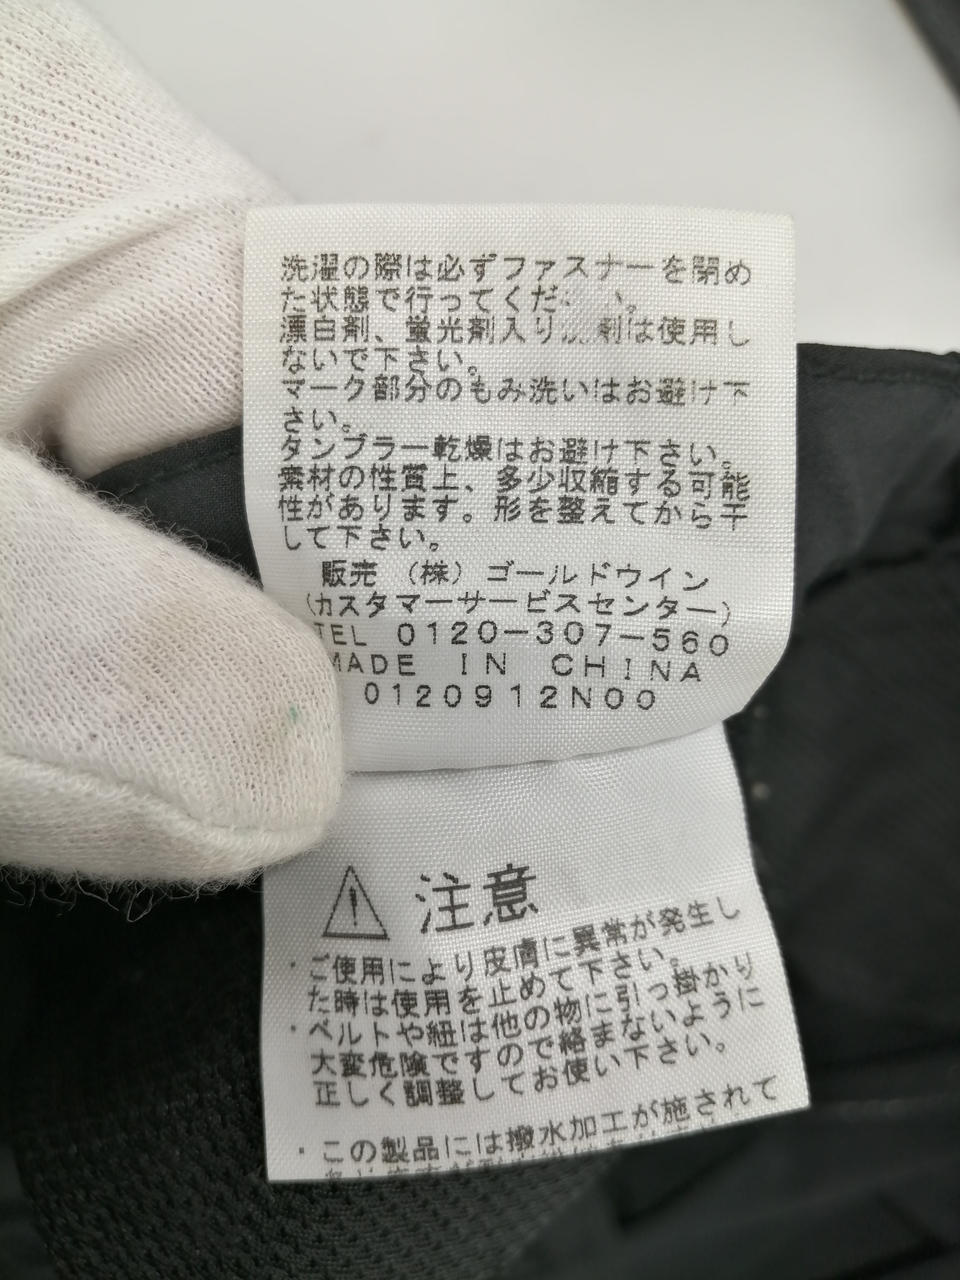 洗濯の際は必ずファスナーを閉め
た状態で行ってくだ
漂白剤、蛍光剤入り 剤は使用し
ないで下さい。
マーク部分のもみ洗いはお避け下
さい。
タンブラー乾燥はお避け下さい。
素材の性質上、多少収縮する可能
性があります。形を整えてから干
して下さい。
販売 （株）ゴールドウイン
（カスタマーサービスセンター）
TEL 0120-307-560
MADE IN CHINA
0120912N00
注意
・ご使用により皮膚に異常が発生し
た時は使用を止めて下さい。
・ベルトや紐は他の物に引っ掛かり
大変危険ですので絡まないように
正しく調整してお使い下さい。
・この製品には撥水加工が施されて